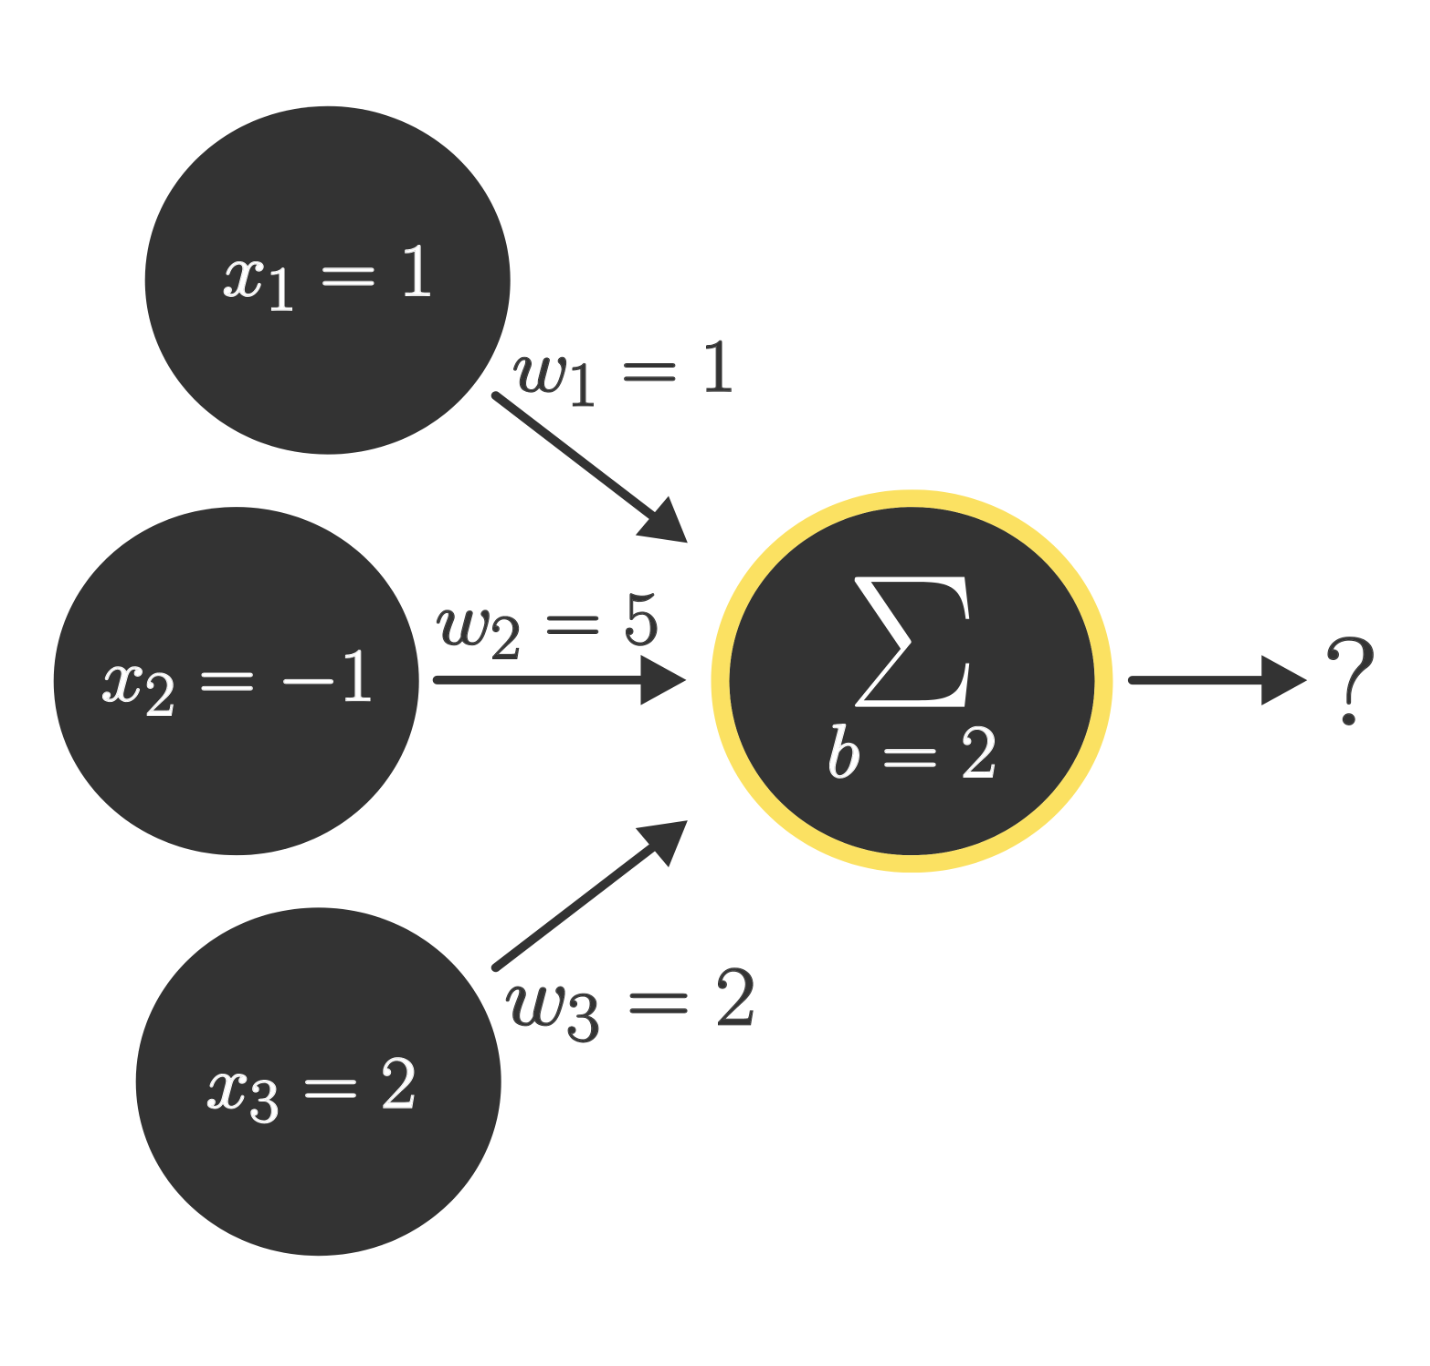 x₁ = 1
w₁ = 1
x₂ = −1
w₂ = 5
∑
b = 2
?
x₃ = 2
w₃ = 2